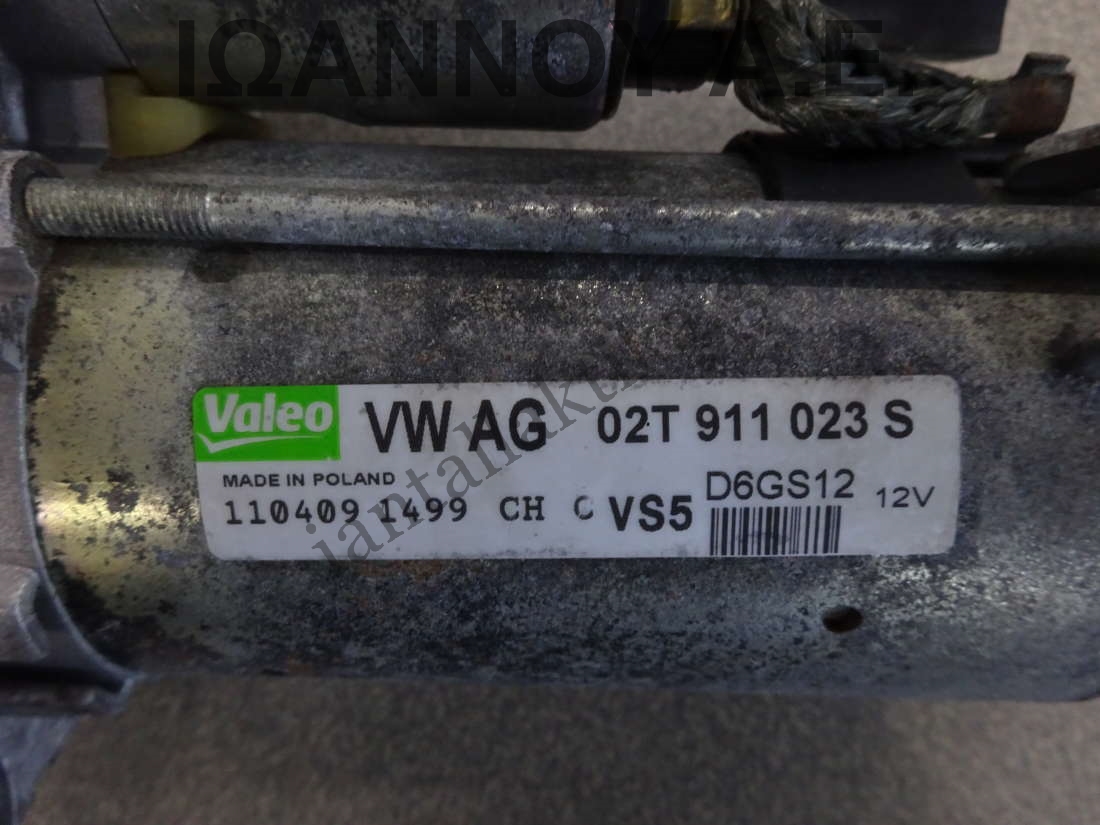 ΙΩΑΝΝΟΥ Α.Ε.
Valeo VW AG 02T 911 023 S
MADE IN POLAND
110409 1499 CH C VS5 D6GS12 12V